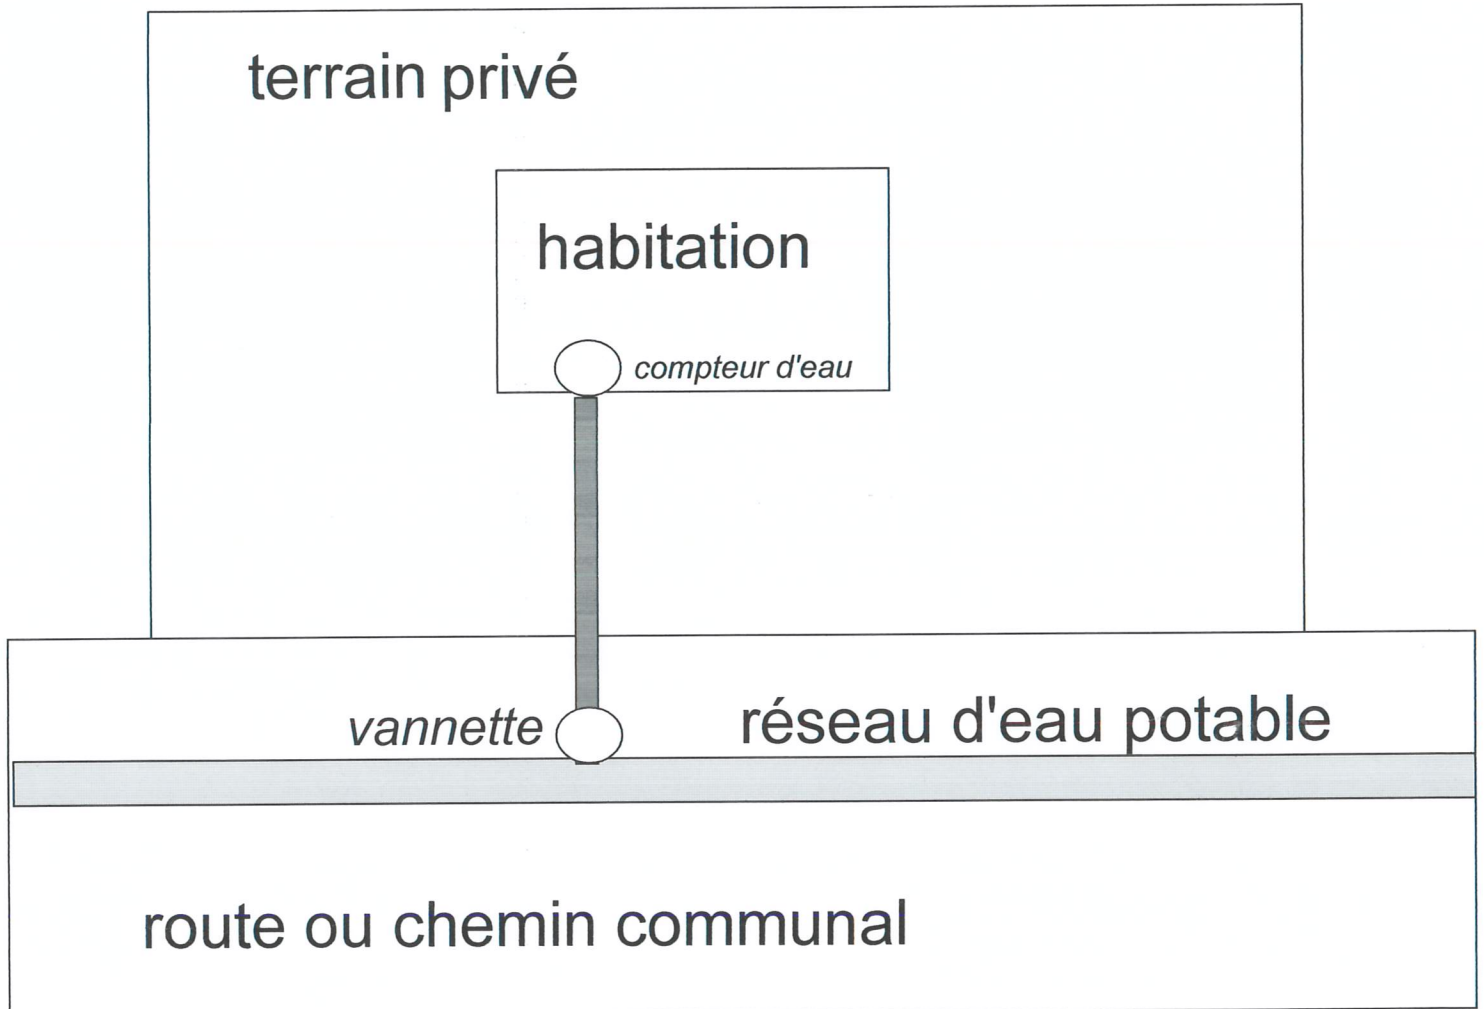 terrain privé
habitation
compteur d'eau
vannette
réseau d'eau potable
route ou chemin communal